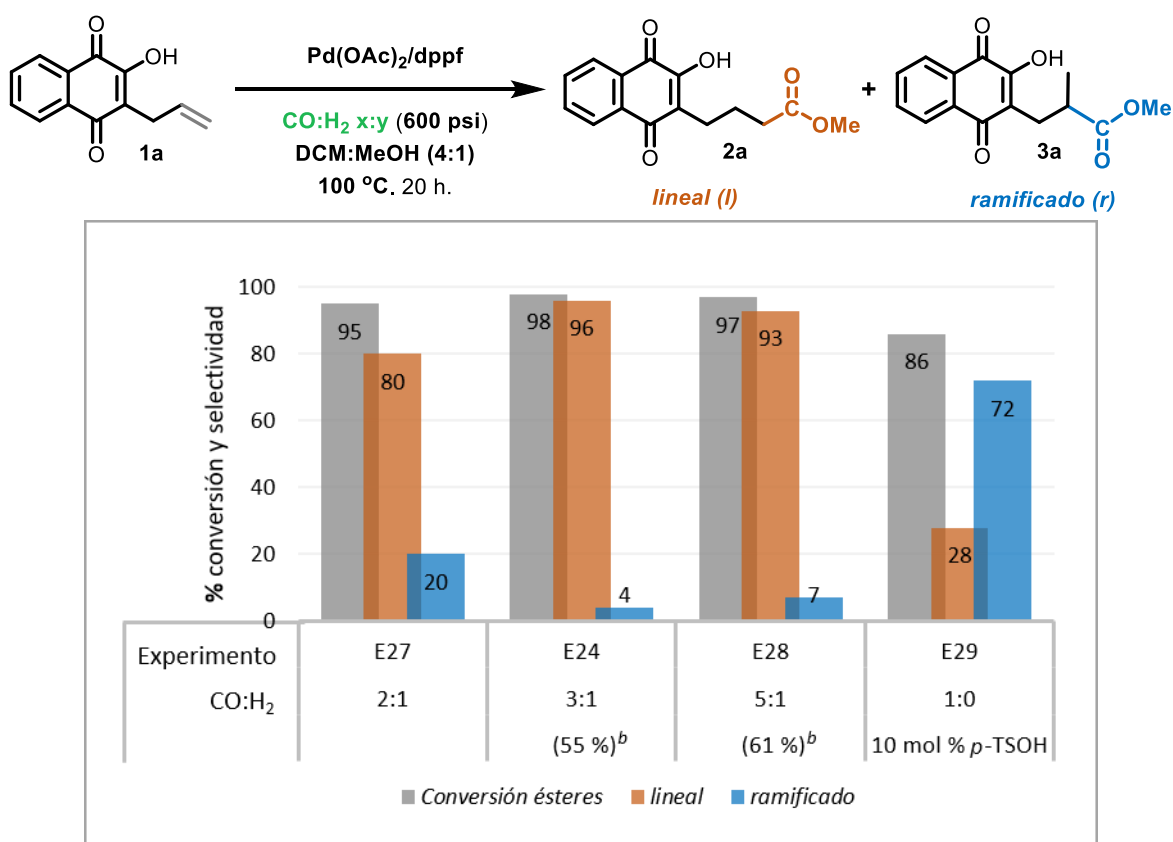 O
OH
O
1a
Pd(OAc)2/dppf
CO:H2 x:y (600 psi)
DCM:MeOH (4:1)
100 ºC. 20 h.
O
OH
O
O
OMe
2a
lineal (l)
+
O
OH
O
OMe
O
3a
ramificado (r)
% conversión y selectividad
100
80
60
40
20
0
95
80
20
98
96
4
97
93
7
86
28
72
Experimento E27 E24 E28 E29
CO:H2 2:1 3:1 5:1 1:0
(55 %)b (61 %)b 10 mol % p-TSOH
Conversión ésteres lineal ramificado